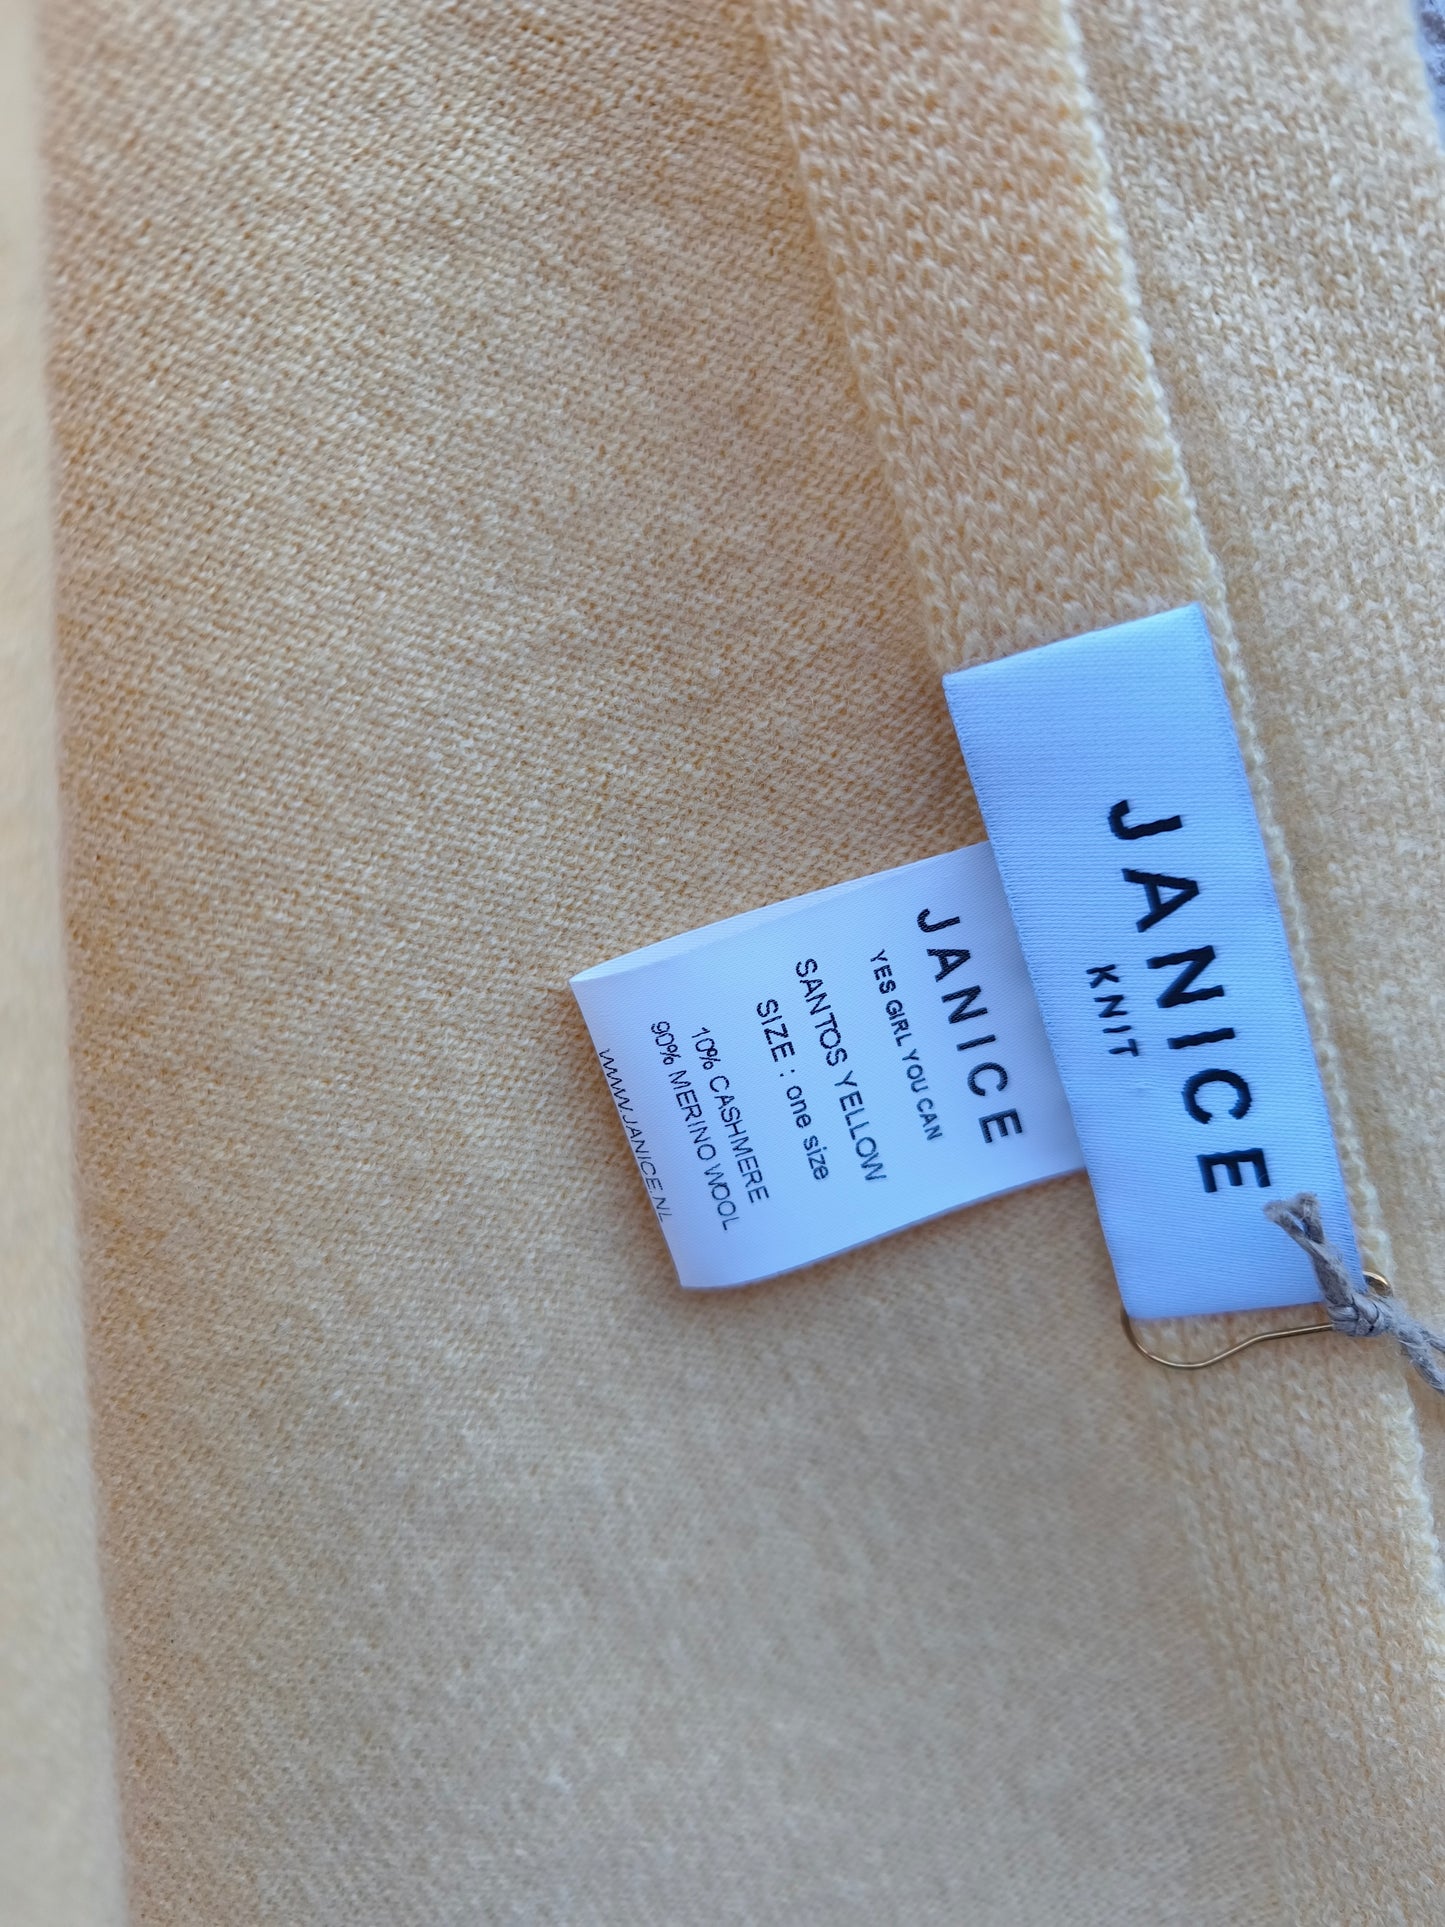 JANICE
KNIT
JANICE
YES GIRL YOU CAN
SANTOS YELLOW
SIZE : one size
10% CASHMERE
90% MERINO WOOL
WWW.JANICE.NL